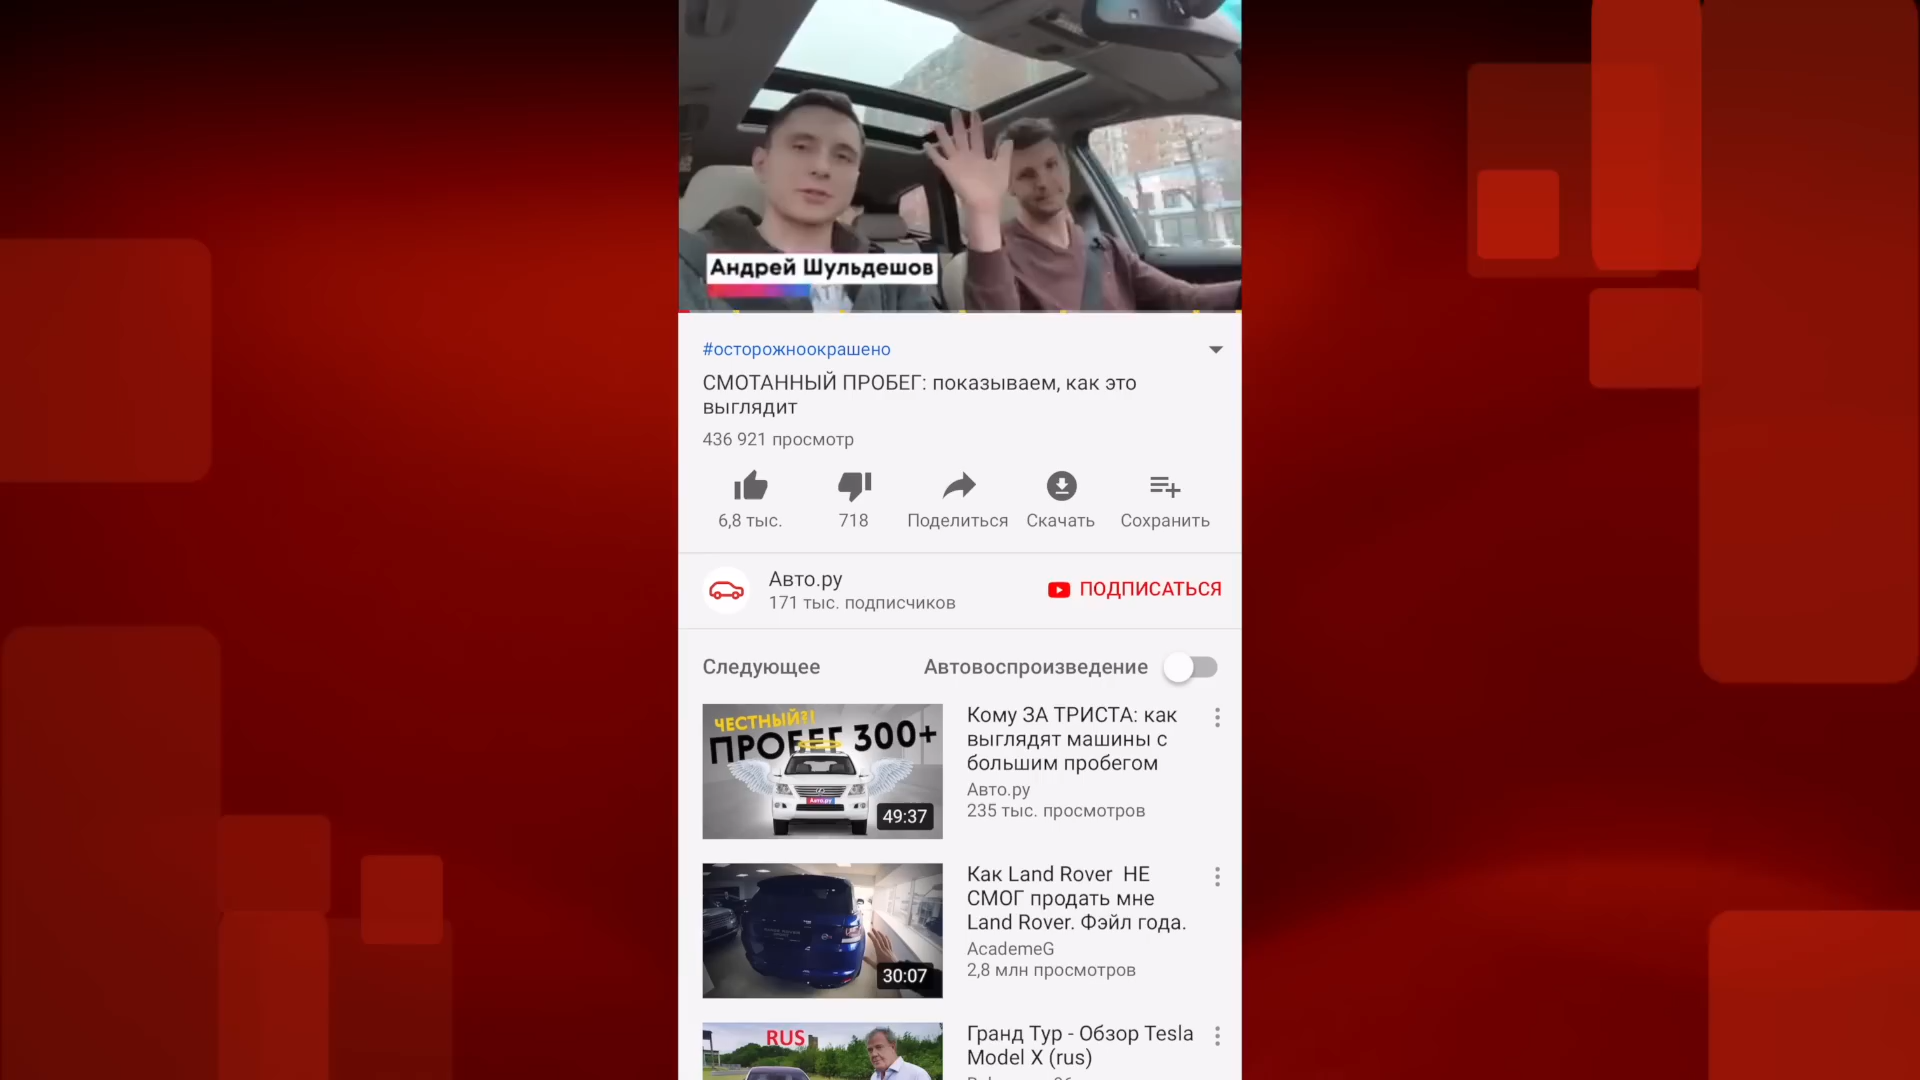 Андрей Шульдешов
#осторожноокрашено
СМОТАННЫЙ ПРОБЕГ: показываем, как это
выглядит
436 921 просмотр
6,8 тыс.
718
Поделиться
Скачать
Сохранить
Авто.ру
171 тыс. подписчиков
ПОДПИСАТЬСЯ
Следующее
Автовоспроизведение
ЧЕСТНЫЙ?!
ПРОБЕГ 300+
Авто.ру
49:37
Кому ЗА ТРИСТА: как
выглядят машины с
большим пробегом
Авто.ру
235 тыс. просмотров
30:07
Как Land Rover НЕ
СМОГ продать мне
Land Rover. Фэйл года.
AcademeG
2,8 млн просмотров
RUS
Гранд Тур - Обзор Tesla
Model X (rus)